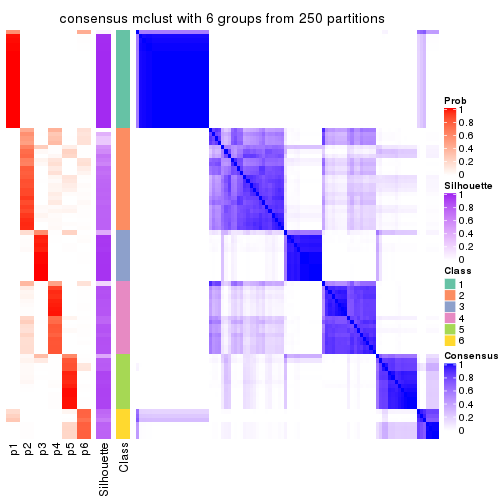 consensus mclust with 6 groups from 250 partitions
Prob
1
0.8
0.6
0.4
0.2
0
Silhouette
1
0.8
0.6
0.4
0.2
0
Class
1
2
3
4
5
6
Consensus
1
0.8
0.6
0.4
0.2
0
p1
p2
p3
p4
p5
p6
Silhouette
Class